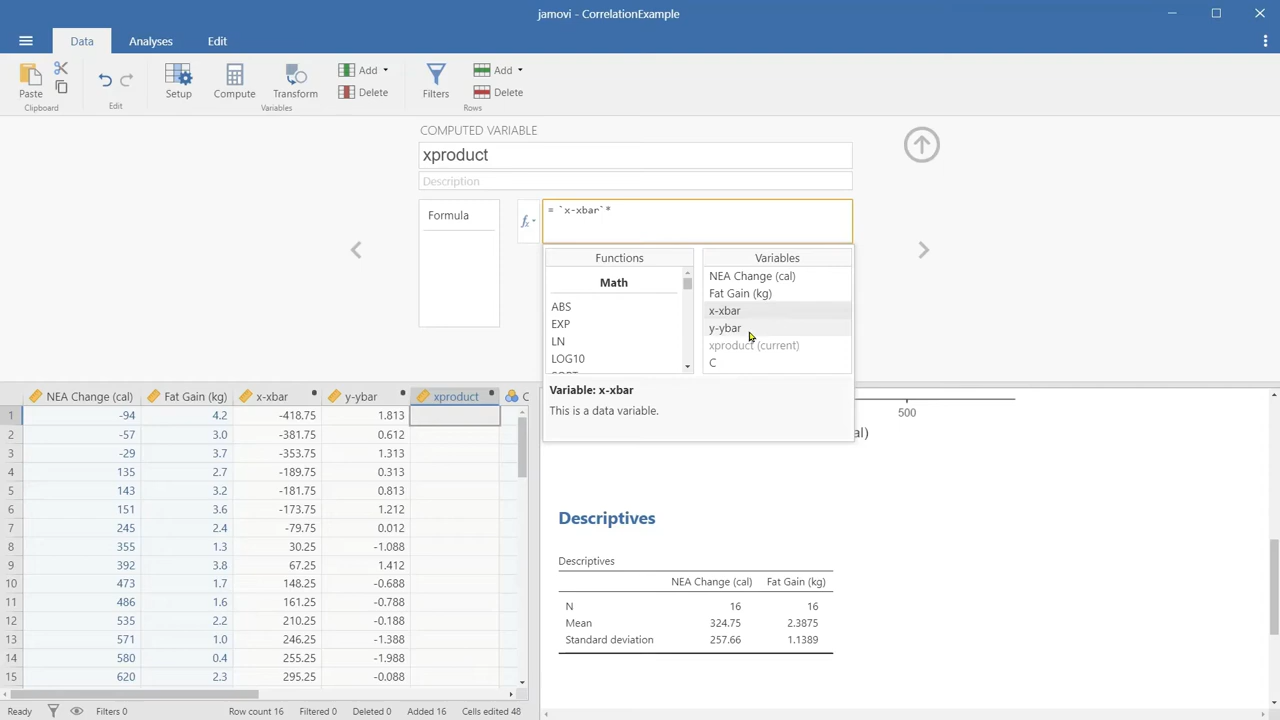 jamovi - CorrelationExample
Data Analyses Edit
Paste Setup Compute Transform Add Delete Filters Add Delete
Clipboard Edit Variables Rows
COMPUTED VARIABLE
xproduct
Description
Formula
fx
= `x-xbar`*
Functions Variables
Math
ABS
EXP
LN
LOG10
NEA Change (cal)
Fat Gain (kg)
x-xbar
y-ybar
xproduct (current)
C
Variable: x-xbar
This is a data variable.
NEA Change (cal) Fat Gain (kg) x-xbar y-ybar xproduct C
1 -94 4.2 -418.75 1.813
2 -57 3.0 -381.75 0.612
3 -29 3.7 -353.75 1.313
4 135 2.7 -189.75 0.313
5 143 3.2 -181.75 0.813
6 151 3.6 -173.75 1.212
7 245 2.4 -79.75 0.012
8 355 1.3 30.25 -1.088
9 392 3.8 67.25 1.412
10 473 1.7 148.25 -0.688
11 486 1.6 161.25 -0.788
12 535 2.2 210.25 -0.188
13 571 1.0 246.25 -1.388
14 580 0.4 255.25 -1.988
15 620 2.3 295.25 -0.088
500
al)
Descriptives
Descriptives
NEA Change (cal) Fat Gain (kg)
N 16 16
Mean 324.75 2.3875
Standard deviation 257.66 1.1389
Ready Filters 0 Row count 16 Filtered 0 Deleted 0 Added 16 Cells edited 48